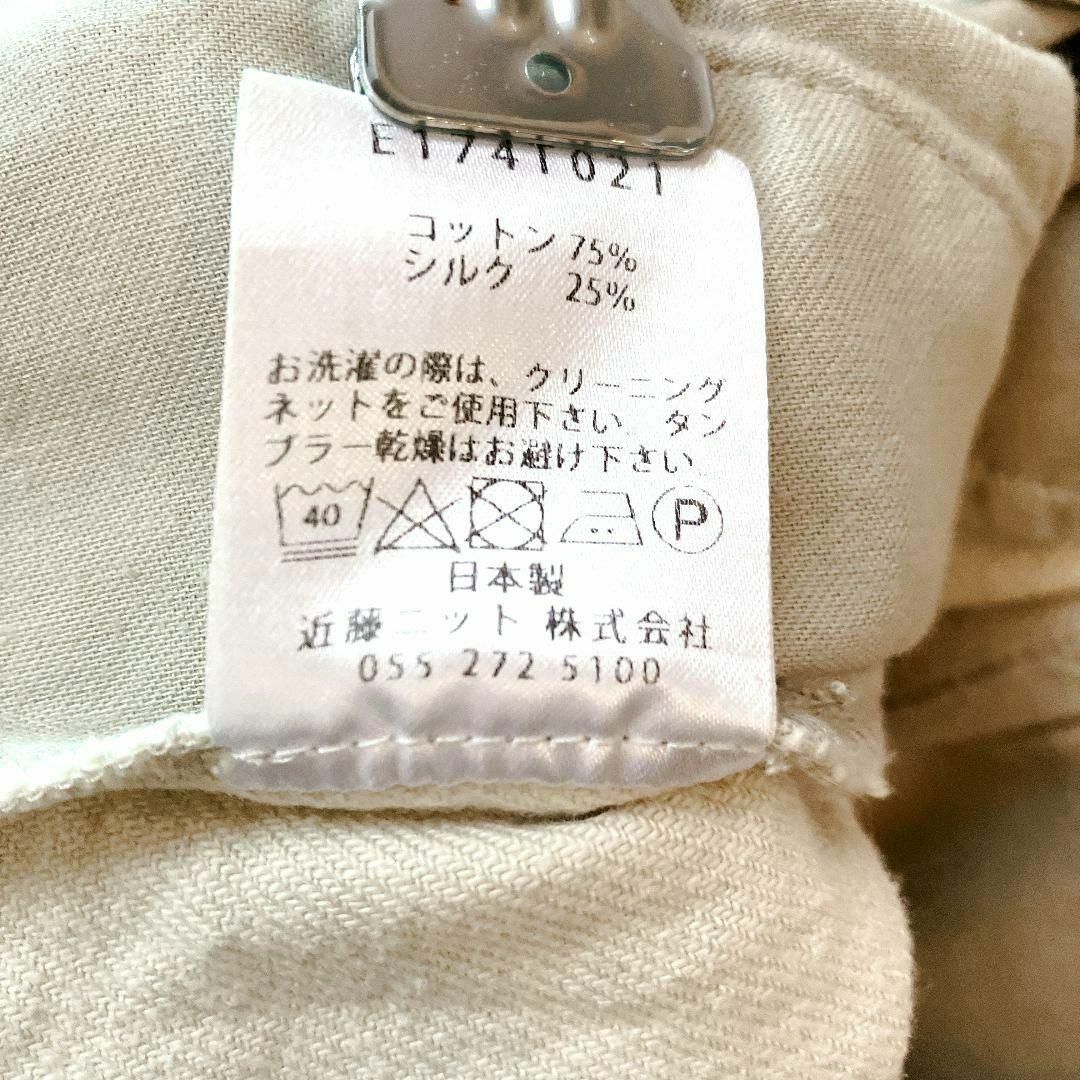 E1741021
コットン 75%
シルク 25%
お洗濯の際は、クリーニング
ネットをご使用下さい。タン
ブラー乾燥はお避け下さい。
40 P
日本製
近藤ニット 株式会社
055 272 5100